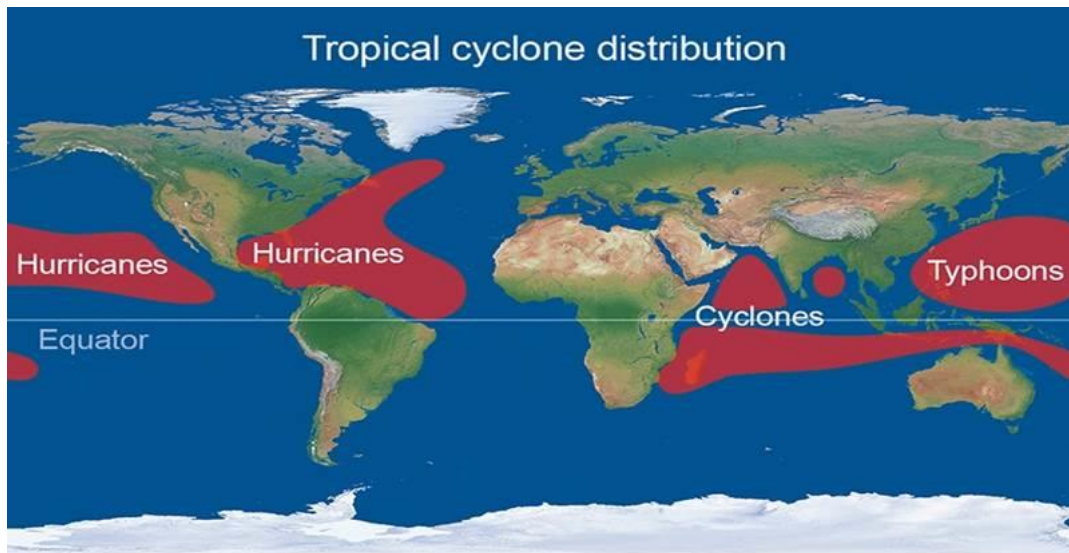 Tropical cyclone distribution
Hurricanes
Hurricanes
Typhoons
Cyclones
Equator